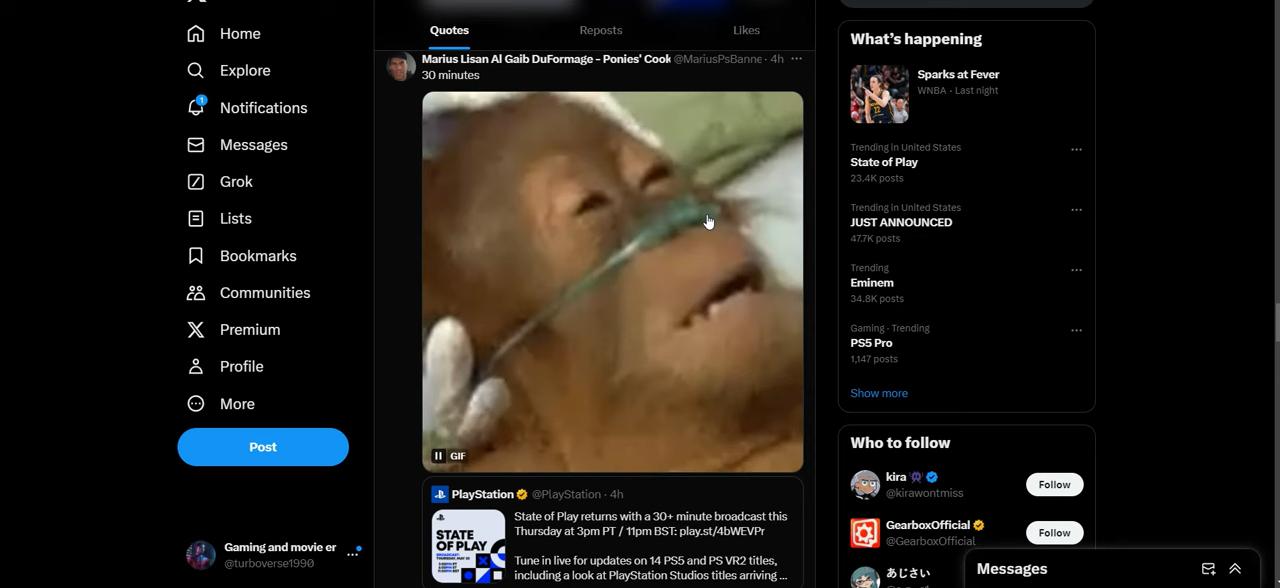 Home
Explore
1
Notifications
Messages
Grok
Lists
Bookmarks
Communities
Premium
Profile
More
Post
Gaming and movie er
@turboverse1990
Quotes
Reposts
Likes
Marius Lisan Al Gaib DuFormage - Ponies' Cook @MariusPsBanne · 4h
30 minutes
GIF
PlayStation @PlayStation · 4h
STATE OF PLAY
State of Play returns with a 30+ minute broadcast this
Thursday at 3pm PT / 11pm BST: play.st/4bWEVPr
Tune in live for updates on 14 PS5 and PS VR2 titles,
including a look at PlayStation Studios titles arriving ...
What's happening
Sparks at Fever
WNBA · Last night
Trending in United States
State of Play
23.4K posts
Trending in United States
JUST ANNOUNCED
47.7K posts
Trending
Eminem
34.8K posts
Gaming · Trending
PS5 Pro
1,147 posts
Show more
Who to follow
kira
@kirawontmiss
Follow
GearboxOfficial
@GearboxOfficial
Follow
あじさい
Messages